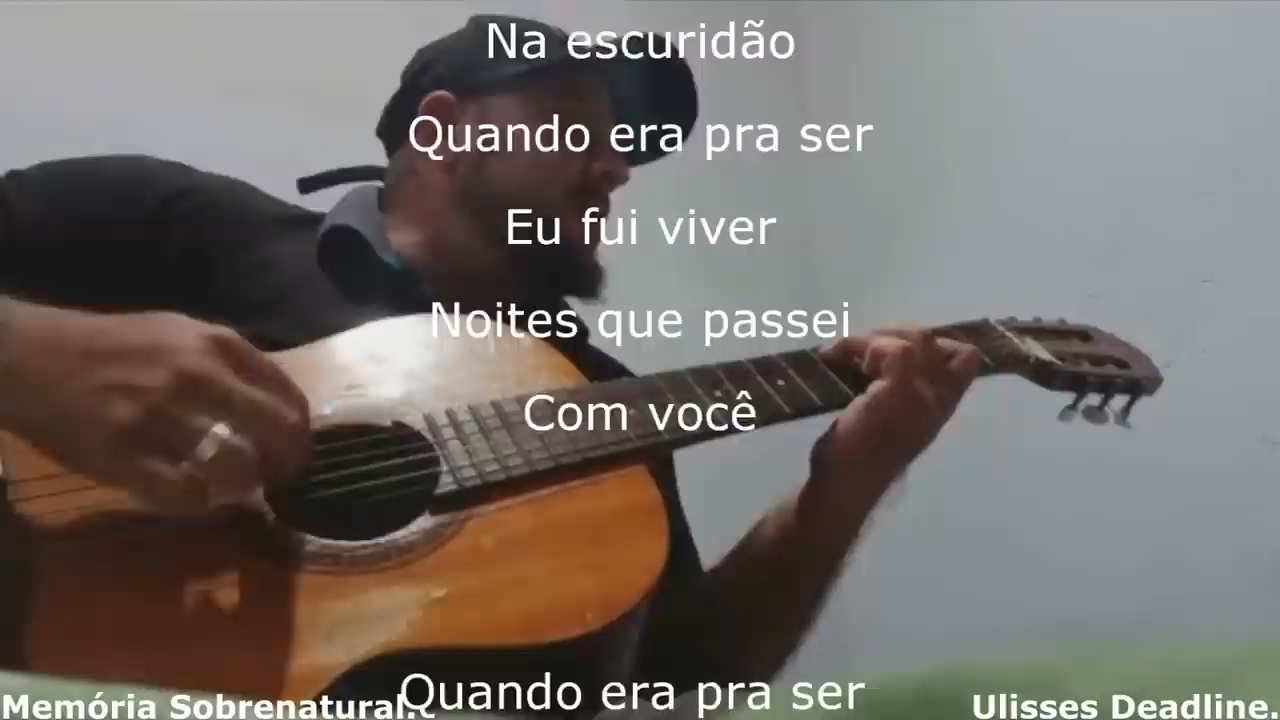 Na escuridão
Quando era pra ser
Eu fui viver
Noites que passei
Com você
Quando era pra ser
Memória Sobrenatural.
Ulisses Deadline.